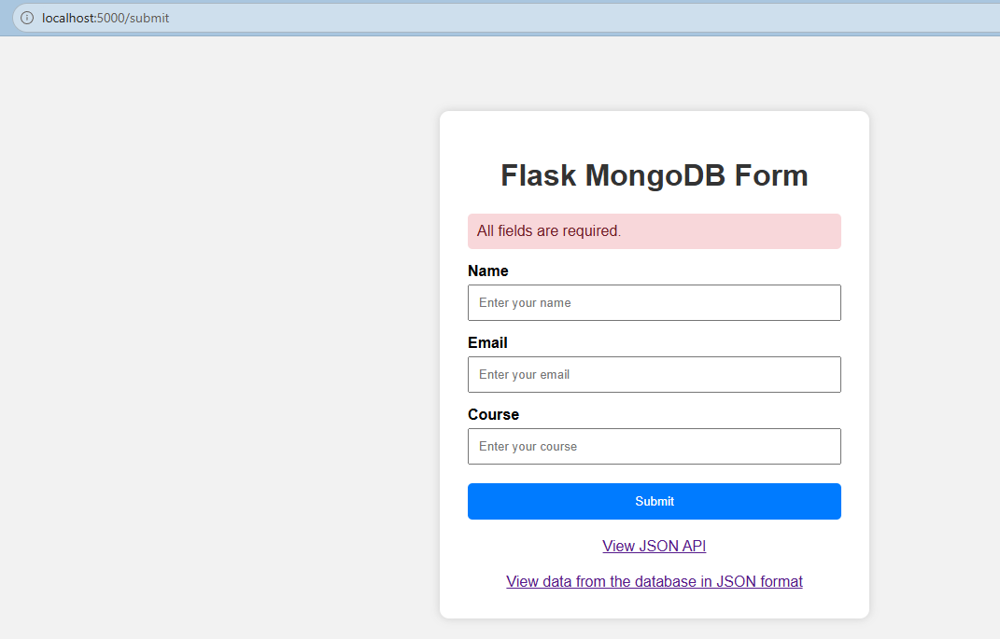 localhost:5000/submit
Flask MongoDB Form
All fields are required.
Name
Enter your name
Email
Enter your email
Course
Enter your course
Submit
View JSON API
View data from the database in JSON format